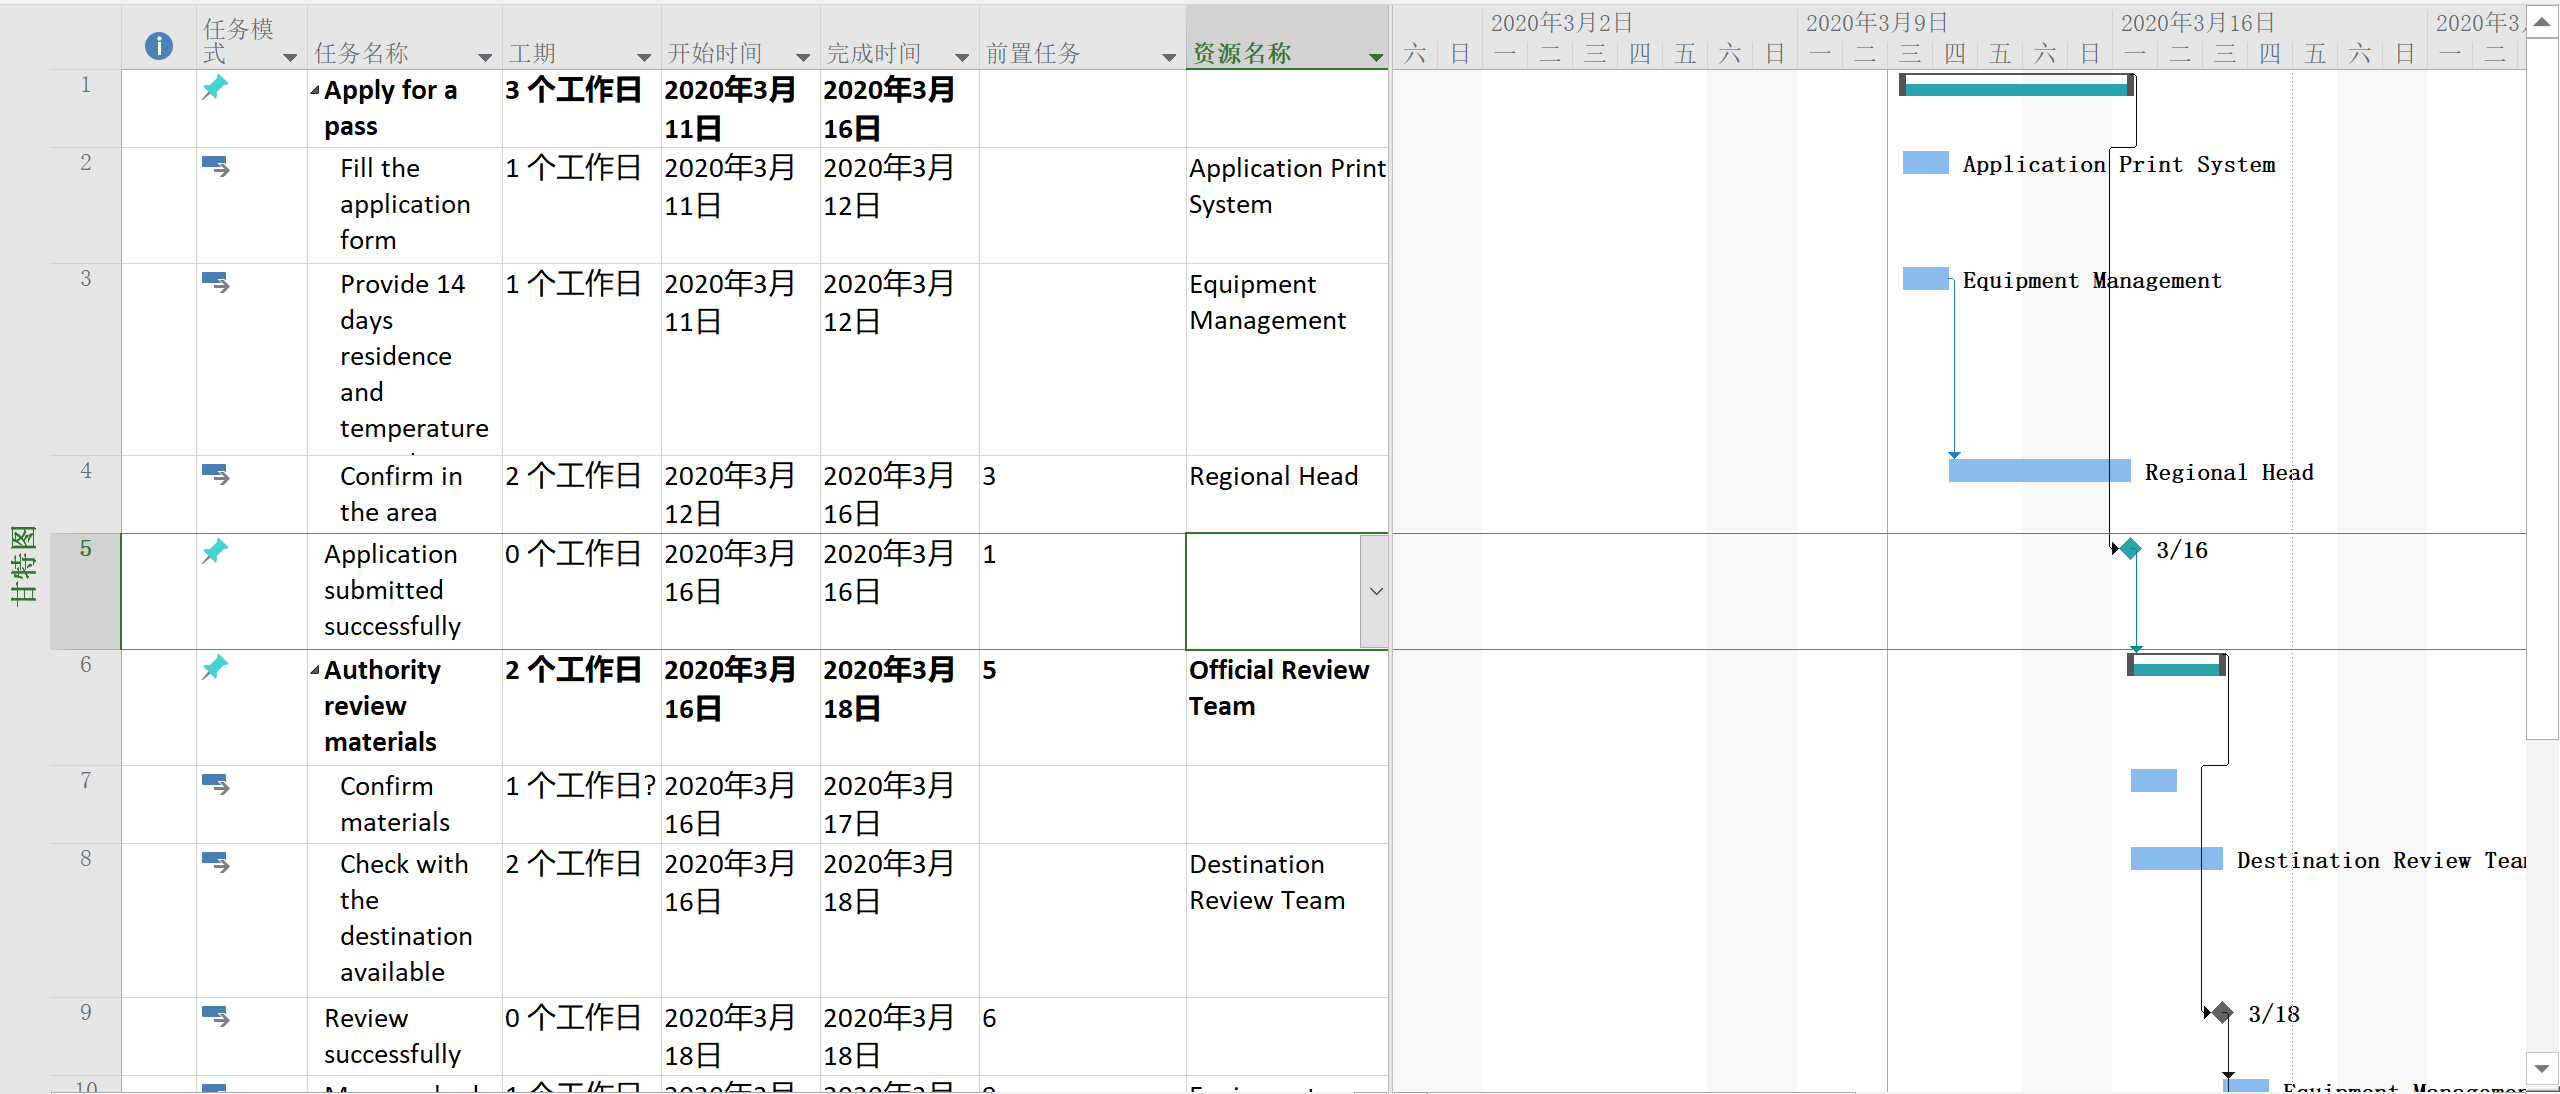 任务模式
任务名称
工期
开始时间
完成时间
前置任务
资源名称
2020年3月2日
2020年3月9日
2020年3月16日
2020年3
六 日 一 二 三 四 五 六 日 一 二 三 四 五 六 日 一 二 三 四 五 六 日 一 二
甘特图
1
Apply for a
pass
3 个工作日
2020年3月
11日
2020年3月
16日
2
Fill the
application
form
1 个工作日
2020年3月
11日
2020年3月
12日
Application Print
System
Application Print System
3
Provide 14
days
residence
and
temperature
1 个工作日
2020年3月
11日
2020年3月
12日
Equipment
Management
Equipment Management
4
Confirm in
the area
2 个工作日
2020年3月
12日
2020年3月
16日
3
Regional Head
Regional Head
5
Application
submitted
successfully
0 个工作日
2020年3月
16日
2020年3月
16日
1
3/16
6
Authority
review
materials
2 个工作日
2020年3月
16日
2020年3月
18日
5
Official Review
Team
7
Confirm
materials
1 个工作日?
2020年3月
16日
2020年3月
17日
8
Check with
the
destination
available
2 个工作日
2020年3月
16日
2020年3月
18日
Destination
Review Team
Destination Review Team
9
Review
successfully
0 个工作日
2020年3月
18日
2020年3月
18日
6
3/18
10